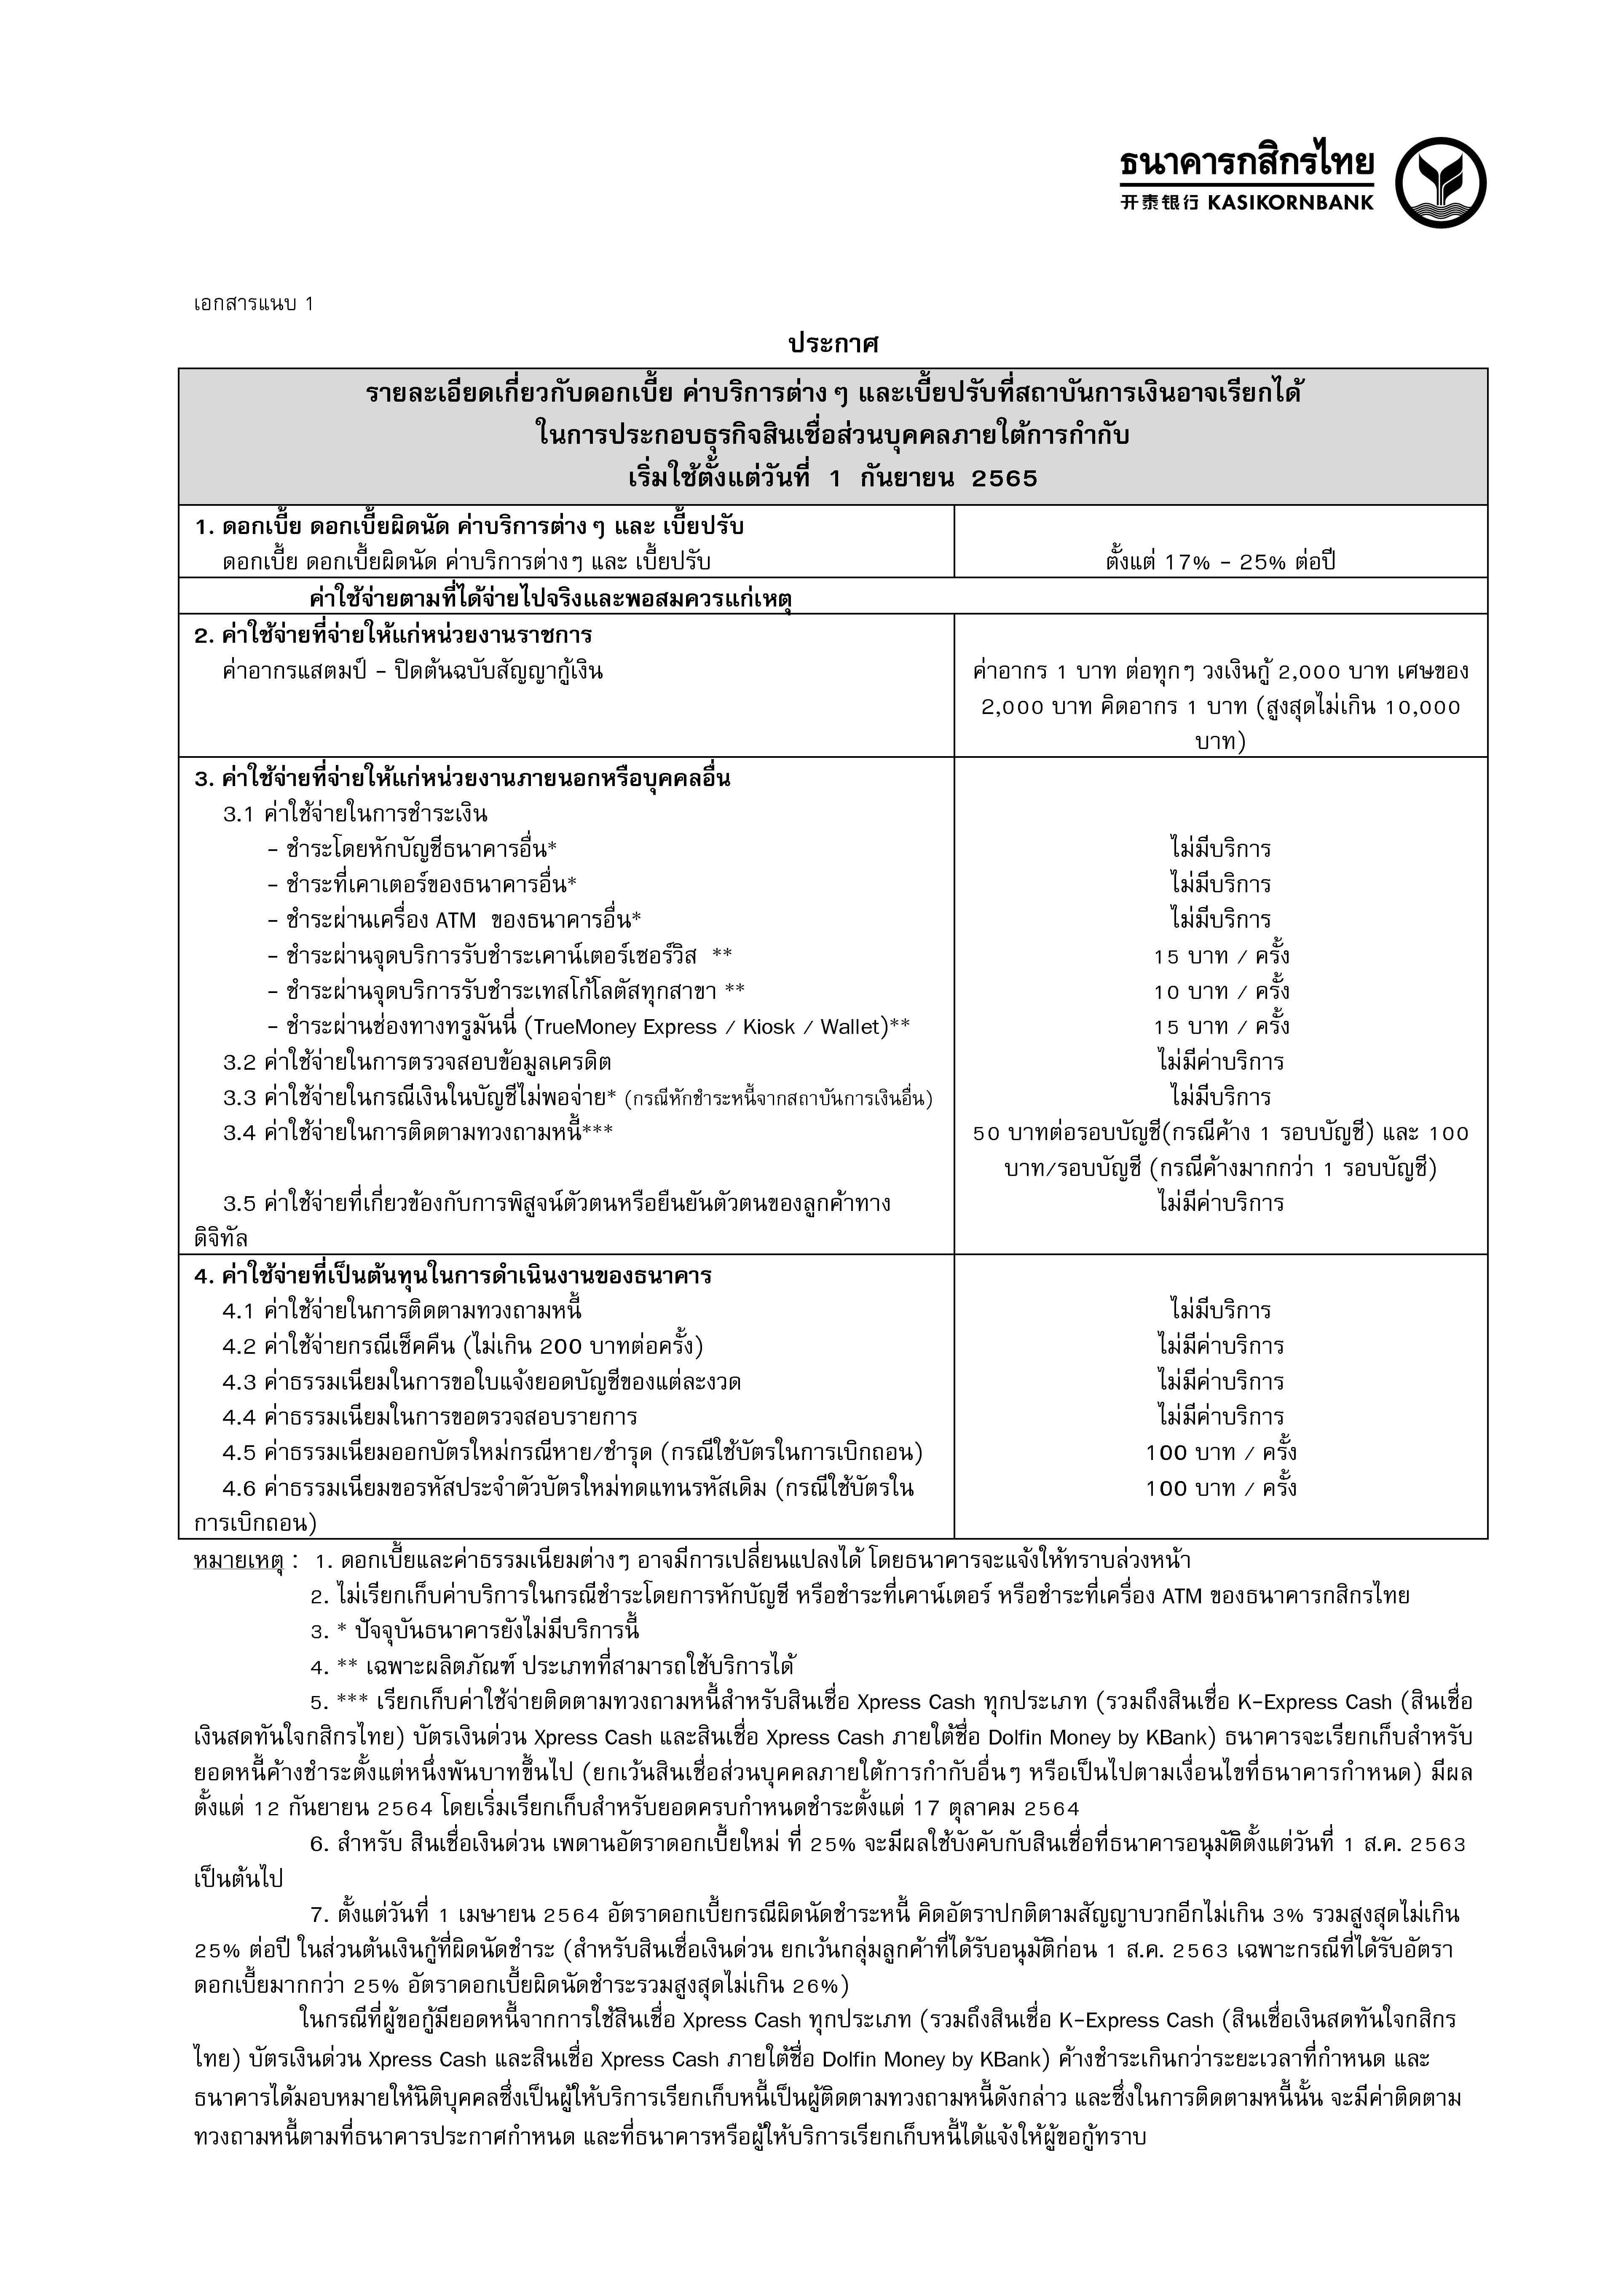 ธนาคารกสิกรไทย
开泰银行 KASIKORNBANK
เอกสารแนบ 1
ประกาศ
รายละเอียดเกี่ยวกับดอกเบี้ย ค่าบริการต่างๆ และเบี้ยปรับที่สถาบันการเงินอาจเรียกได้
ในการประกอบธุรกิจสินเชื่อส่วนบุคคลภายใต้การกำกับ
เริ่มใช้ตั้งแต่วันที่ 1 กันยายน 2565
1. ดอกเบี้ย ดอกเบี้ยผิดนัด ค่าบริการต่างๆ และ เบี้ยปรับ
ดอกเบี้ย ดอกเบี้ยผิดนัด ค่าบริการต่างๆ และ เบี้ยปรับ ตั้งแต่ 17% - 25% ต่อปี
ค่าใช้จ่ายตามที่ได้จ่ายไปจริงและพอสมควรแก่เหตุ
2. ค่าใช้จ่ายที่จ่ายให้แก่หน่วยงานราชการ
ค่าอากรแสตมป์ - ปิดต้นฉบับสัญญากู้เงิน ค่าอากร 1 บาท ต่อทุกๆ วงเงินกู้ 2,000 บาท เศษของ
2,000 บาท คิดอากร 1 บาท (สูงสุดไม่เกิน 10,000
บาท)
3. ค่าใช้จ่ายที่จ่ายให้แก่หน่วยงานภายนอกหรือบุคคลอื่น
3.1 ค่าใช้จ่ายในการชำระเงิน
- ชำระโดยหักบัญชีธนาคารอื่น* ไม่มีบริการ
- ชำระที่เคาเตอร์ของธนาคารอื่น* ไม่มีบริการ
- ชำระผ่านเครื่อง ATM ของธนาคารอื่น* ไม่มีบริการ
- ชำระผ่านจุดบริการรับชำระเคาน์เตอร์เซอร์วิส ** 15 บาท / ครั้ง
- ชำระผ่านจุดบริการรับชำระเทสโก้โลตัสทุกสาขา ** 10 บาท / ครั้ง
- ชำระผ่านช่องทางทรูมันนี่ (TrueMoney Express / Kiosk / Wallet)** 15 บาท / ครั้ง
3.2 ค่าใช้จ่ายในการตรวจสอบข้อมูลเครดิต ไม่มีค่าบริการ
3.3 ค่าใช้จ่ายในกรณีเงินในบัญชีไม่พอจ่าย* (กรณีหักชำระหนี้จากสถาบันการเงินอื่น) ไม่มีบริการ
3.4 ค่าใช้จ่ายในการติดตามทวงถามหนี้*** 50 บาทต่อรอบบัญชี(กรณีค้าง 1 รอบบัญชี) และ 100
บาท/รอบบัญชี (กรณีค้างมากกว่า 1 รอบบัญชี)
3.5 ค่าใช้จ่ายที่เกี่ยวข้องกับการพิสูจน์ตัวตนหรือยืนยันตัวตนของลูกค้าทาง ไม่มีค่าบริการ
ดิจิทัล
4. ค่าใช้จ่ายที่เป็นต้นทุนในการดำเนินงานของธนาคาร
4.1 ค่าใช้จ่ายในการติดตามทวงถามหนี้ ไม่มีบริการ
4.2 ค่าใช้จ่ายกรณีเช็คคืน (ไม่เกิน 200 บาทต่อครั้ง) ไม่มีค่าบริการ
4.3 ค่าธรรมเนียมในการขอใบแจ้งยอดบัญชีของแต่ละงวด ไม่มีค่าบริการ
4.4 ค่าธรรมเนียมในการขอตรวจสอบรายการ ไม่มีค่าบริการ
4.5 ค่าธรรมเนียมออกบัตรใหม่กรณีหาย/ชำรุด (กรณีใช้บัตรในการเบิกถอน) 100 บาท / ครั้ง
4.6 ค่าธรรมเนียมขอรหัสประจำตัวบัตรใหม่ทดแทนรหัสเดิม (กรณีใช้บัตรใน 100 บาท / ครั้ง
การเบิกถอน)
หมายเหตุ : 1. ดอกเบี้ยและค่าธรรมเนียมต่างๆ อาจมีการเปลี่ยนแปลงได้ โดยธนาคารจะแจ้งให้ทราบล่วงหน้า
2. ไม่เรียกเก็บค่าบริการในกรณีชำระโดยการหักบัญชี หรือชำระที่เคาน์เตอร์ หรือชำระที่เครื่อง ATM ของธนาคารกสิกรไทย
3. * ปัจจุบันธนาคารยังไม่มีบริการนี้
4. ** เฉพาะผลิตภัณฑ์ ประเภทที่สามารถใช้บริการได้
5. *** เรียกเก็บค่าใช้จ่ายติดตามทวงถามหนี้สำหรับสินเชื่อ Xpress Cash ทุกประเภท (รวมถึงสินเชื่อ K-Express Cash (สินเชื่อ
เงินสดทันใจกสิกรไทย) บัตรเงินด่วน Xpress Cash และสินเชื่อ Xpress Cash ภายใต้ชื่อ Dolfin Money by KBank) ธนาคารจะเรียกเก็บสำหรับ
ยอดหนี้ค้างชำระตั้งแต่หนึ่งพันบาทขึ้นไป (ยกเว้นสินเชื่อส่วนบุคคลภายใต้การกำกับอื่นๆ หรือเป็นไปตามเงื่อนไขที่ธนาคารกำหนด) มีผล
ตั้งแต่ 12 กันยายน 2564 โดยเริ่มเรียกเก็บสำหรับยอดครบกำหนดชำระตั้งแต่ 17 ตุลาคม 2564
6. สำหรับ สินเชื่อเงินด่วน เพดานอัตราดอกเบี้ยใหม่ ที่ 25% จะมีผลใช้บังคับกับสินเชื่อที่ธนาคารอนุมัติตั้งแต่วันที่ 1 ส.ค. 2563
เป็นต้นไป
7. ตั้งแต่วันที่ 1 เมษายน 2564 อัตราดอกเบี้ยกรณีผิดนัดชำระหนี้ คิดอัตราปกติตามสัญญาบวกอีกไม่เกิน 3% รวมสูงสุดไม่เกิน
25% ต่อปี ในส่วนต้นเงินกู้ที่ผิดนัดชำระ (สำหรับสินเชื่อเงินด่วน ยกเว้นกลุ่มลูกค้าที่ได้รับอนุมัติก่อน 1 ส.ค. 2563 เฉพาะกรณีที่ได้รับอัตรา
ดอกเบี้ยมากกว่า 25% อัตราดอกเบี้ยผิดนัดชำระรวมสูงสุดไม่เกิน 26%)
ในกรณีที่ผู้ขอกู้มียอดหนี้จากการใช้สินเชื่อ Xpress Cash ทุกประเภท (รวมถึงสินเชื่อ K-Express Cash (สินเชื่อเงินสดทันใจกสิกร
ไทย) บัตรเงินด่วน Xpress Cash และสินเชื่อ Xpress Cash ภายใต้ชื่อ Dolfin Money by KBank) ค้างชำระเกินกว่าระยะเวลาที่กำหนด และ
ธนาคารได้มอบหมายให้นิติบุคคลซึ่งเป็นผู้ให้บริการเรียกเก็บหนี้เป็นผู้ติดตามทวงถามหนี้ดังกล่าว และซึ่งในการติดตามหนี้นั้น จะมีค่าติดตาม
ทวงถามหนี้ตามที่ธนาคารประกาศกำหนด และที่ธนาคารหรือผู้ให้บริการเรียกเก็บหนี้ได้แจ้งให้ผู้ขอกู้ทราบ